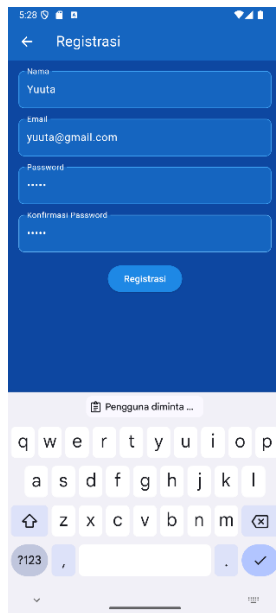 5:28
Registrasi
Nama
Yuuta
Email
yuuta@gmail.com
Password
•••••
Konfirmasi Password
•••••
Registrasi
Pengguna diminta ...
q w e r t y u i o p
a s d f g h j k l
z x c v b n m
?123 , .